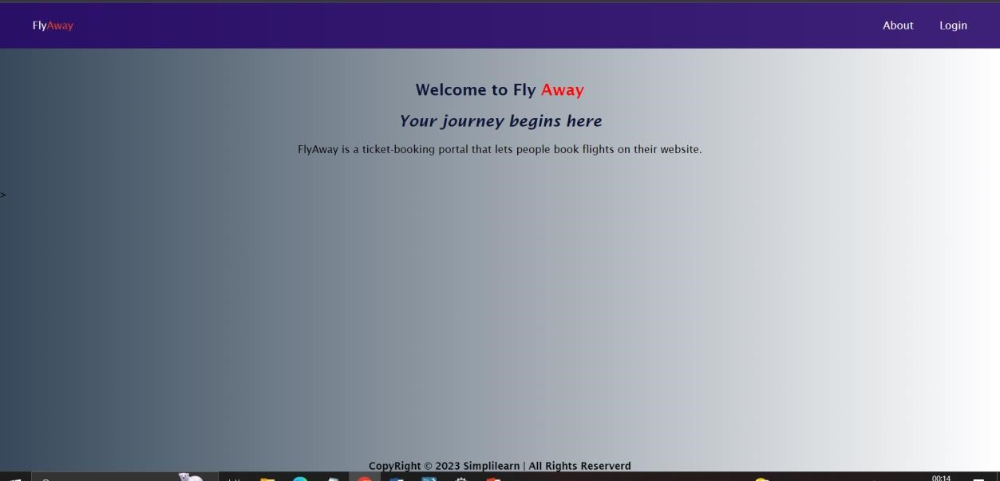 FlyAway
About Login
Welcome to Fly Away
Your journey begins here
FlyAway is a ticket-booking portal that lets people book flights on their website.
>
CopyRight © 2023 Simplilearn | All Rights Reserverd
00:14